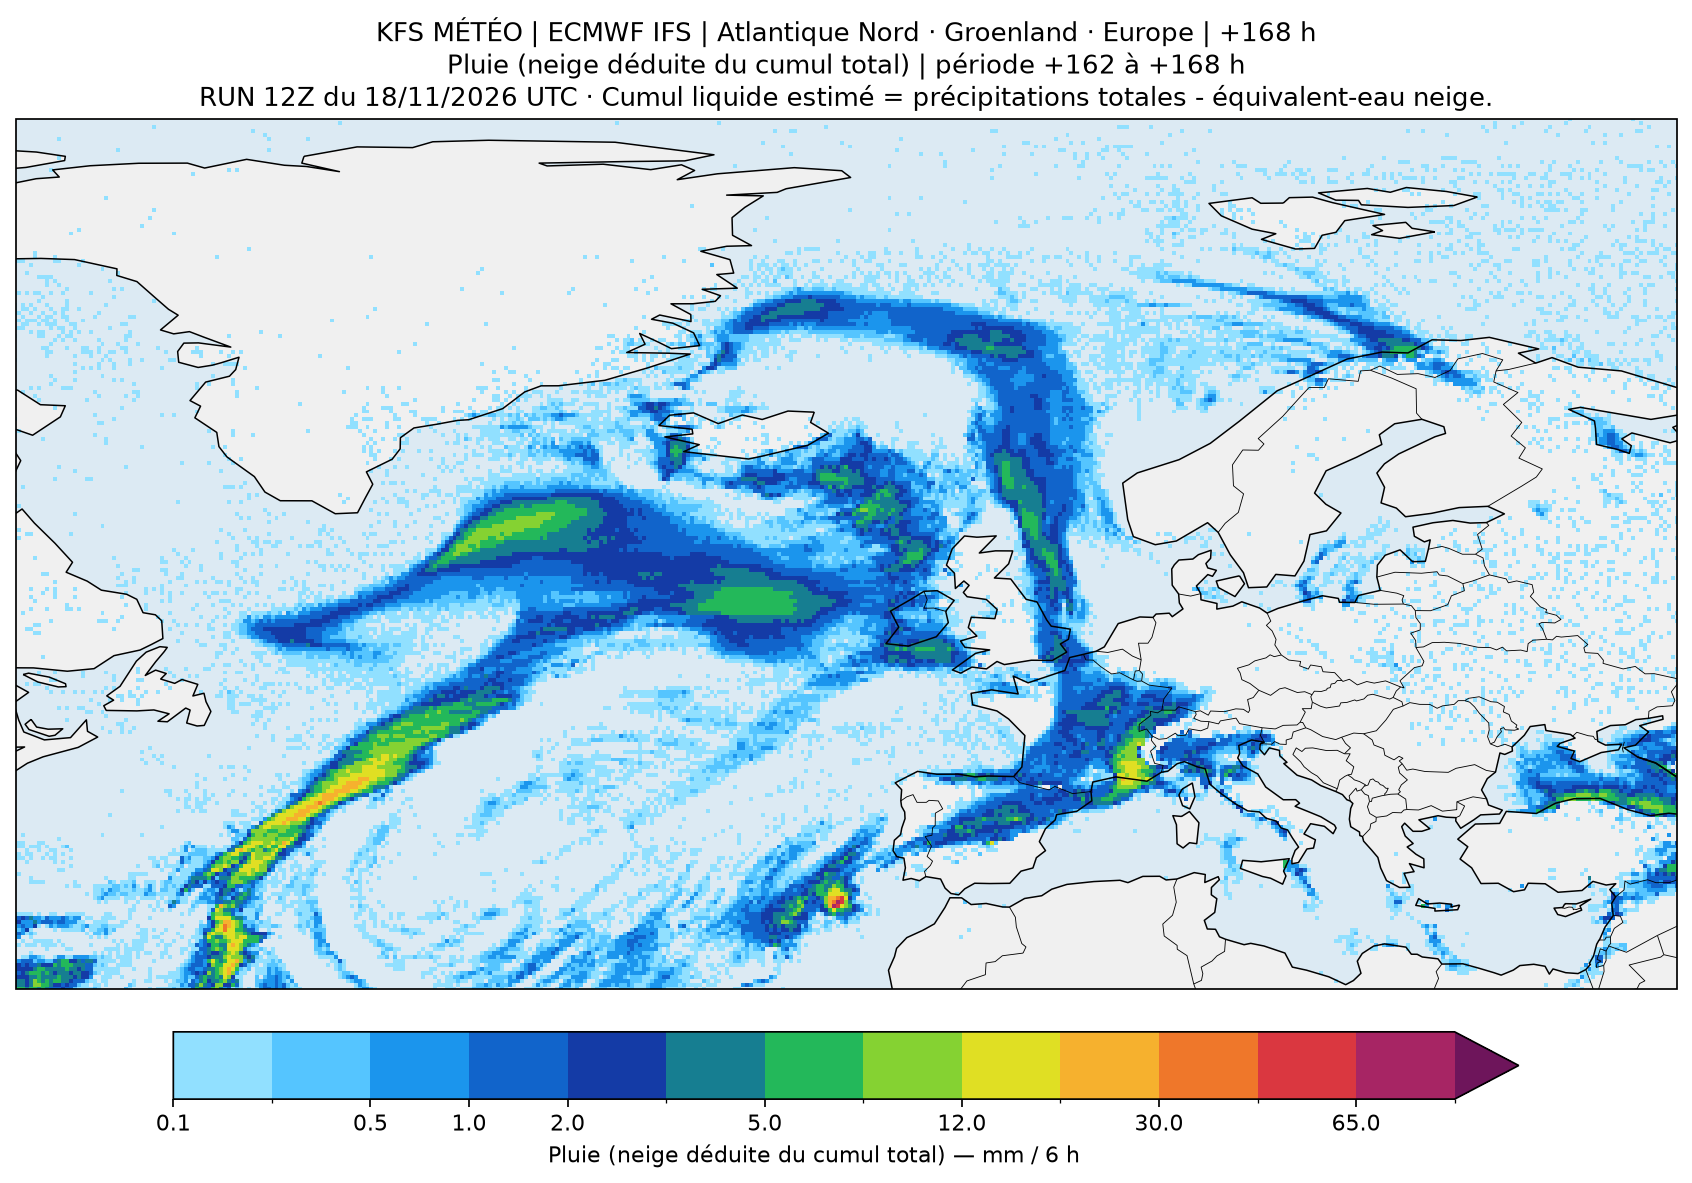 KFS MÉTÉO | ECMWF IFS | Atlantique Nord · Groenland · Europe | +168 h
Pluie (neige déduite du cumul total) | période +162 à +168 h
RUN 12Z du 18/11/2026 UTC · Cumul liquide estimé = précipitations totales - équivalent-eau neige.
0.1 0.5 1.0 2.0 5.0 12.0 30.0 65.0
Pluie (neige déduite du cumul total) — mm / 6 h